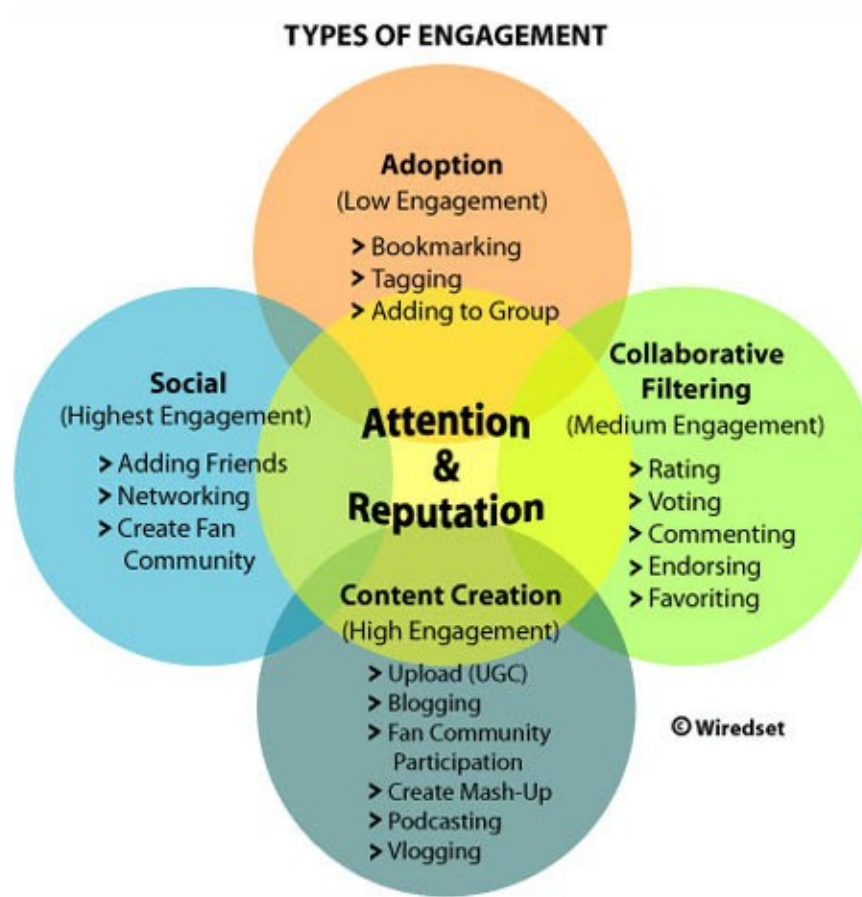 TYPES OF ENGAGEMENT
Adoption
(Low Engagement)
> Bookmarking
> Tagging
> Adding to Group
Social
(Highest Engagement)
> Adding Friends
> Networking
> Create Fan
Community
Attention
&
Reputation
Collaborative
Filtering
(Medium Engagement)
> Rating
> Voting
> Commenting
> Endorsing
> Favoriting
Content Creation
(High Engagement)
> Upload (UGC)
> Blogging
> Fan Community
Participation
> Create Mash-Up
> Podcasting
> Vlogging
© Wiredset